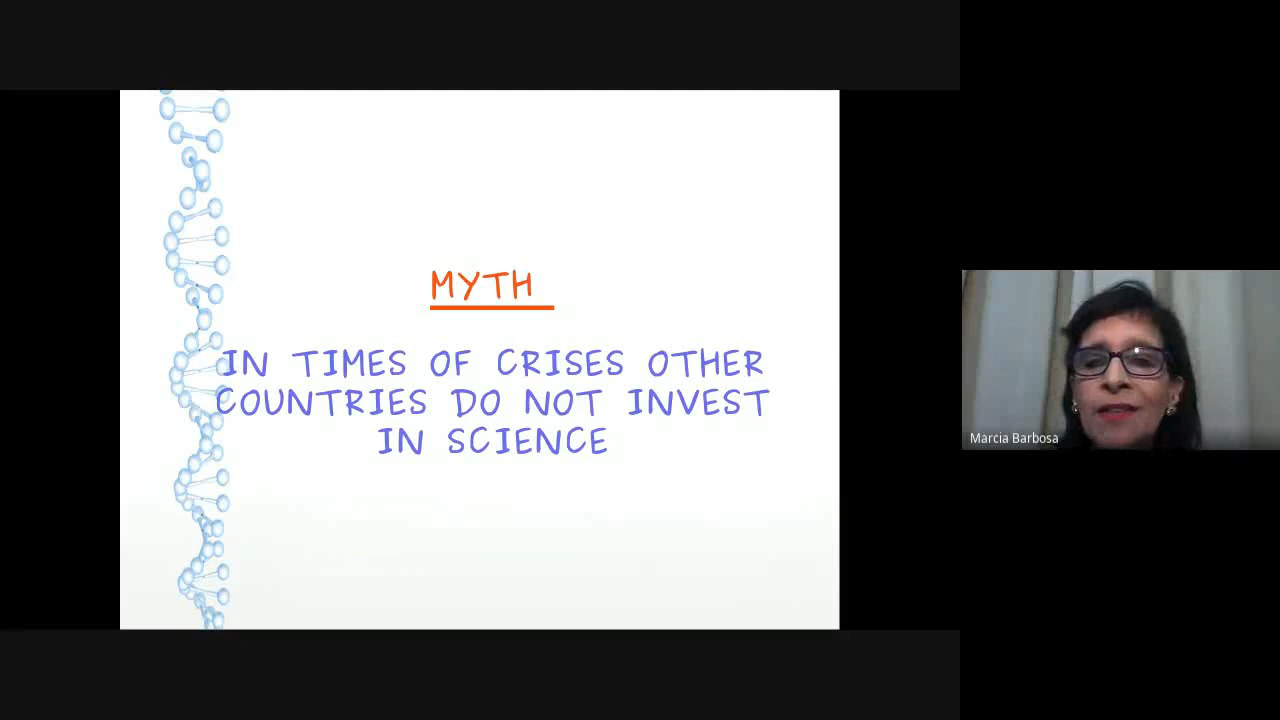 MYTH
IN TIMES OF CRISES OTHER
COUNTRIES DO NOT INVEST
IN SCIENCE
Marcia Barbosa